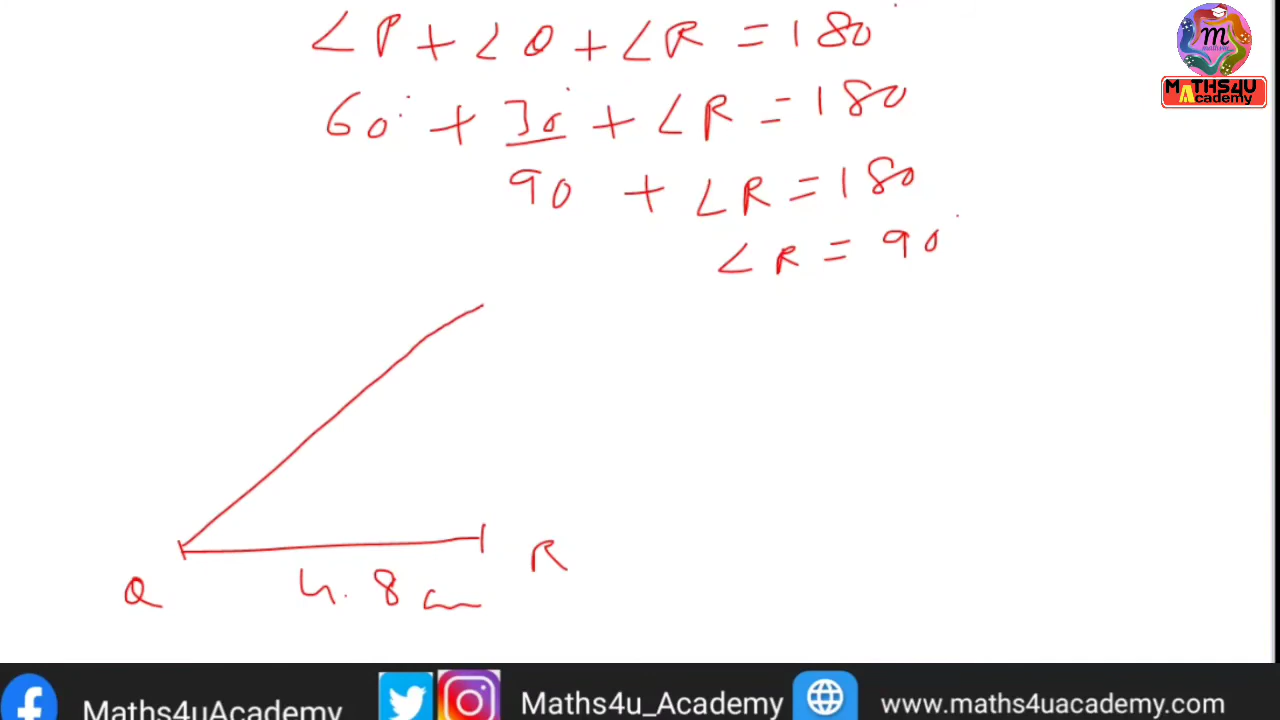 ∠P + ∠Q + ∠R = 180°
60° + 30° + ∠R = 180
90 + ∠R = 180
∠R = 90°
m
MATHS4U
Academy
Q
R
4.8 cm
Maths4uAcademy
Maths4u_Academy
www.maths4uacademy.com